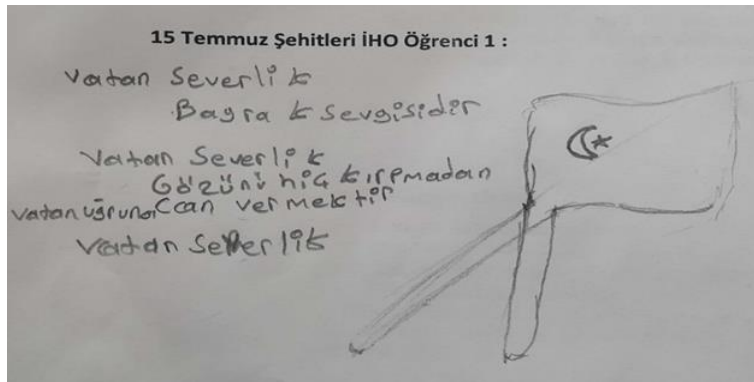 15 Temmuz Şehitleri İHO Öğrenci 1 :
Vatan Severlik
Bayrak sevgisidir
Vatan Severlik
Gözünü hiç kırpmadan
vatan uğruna Can vermektir
Vatan Severlik